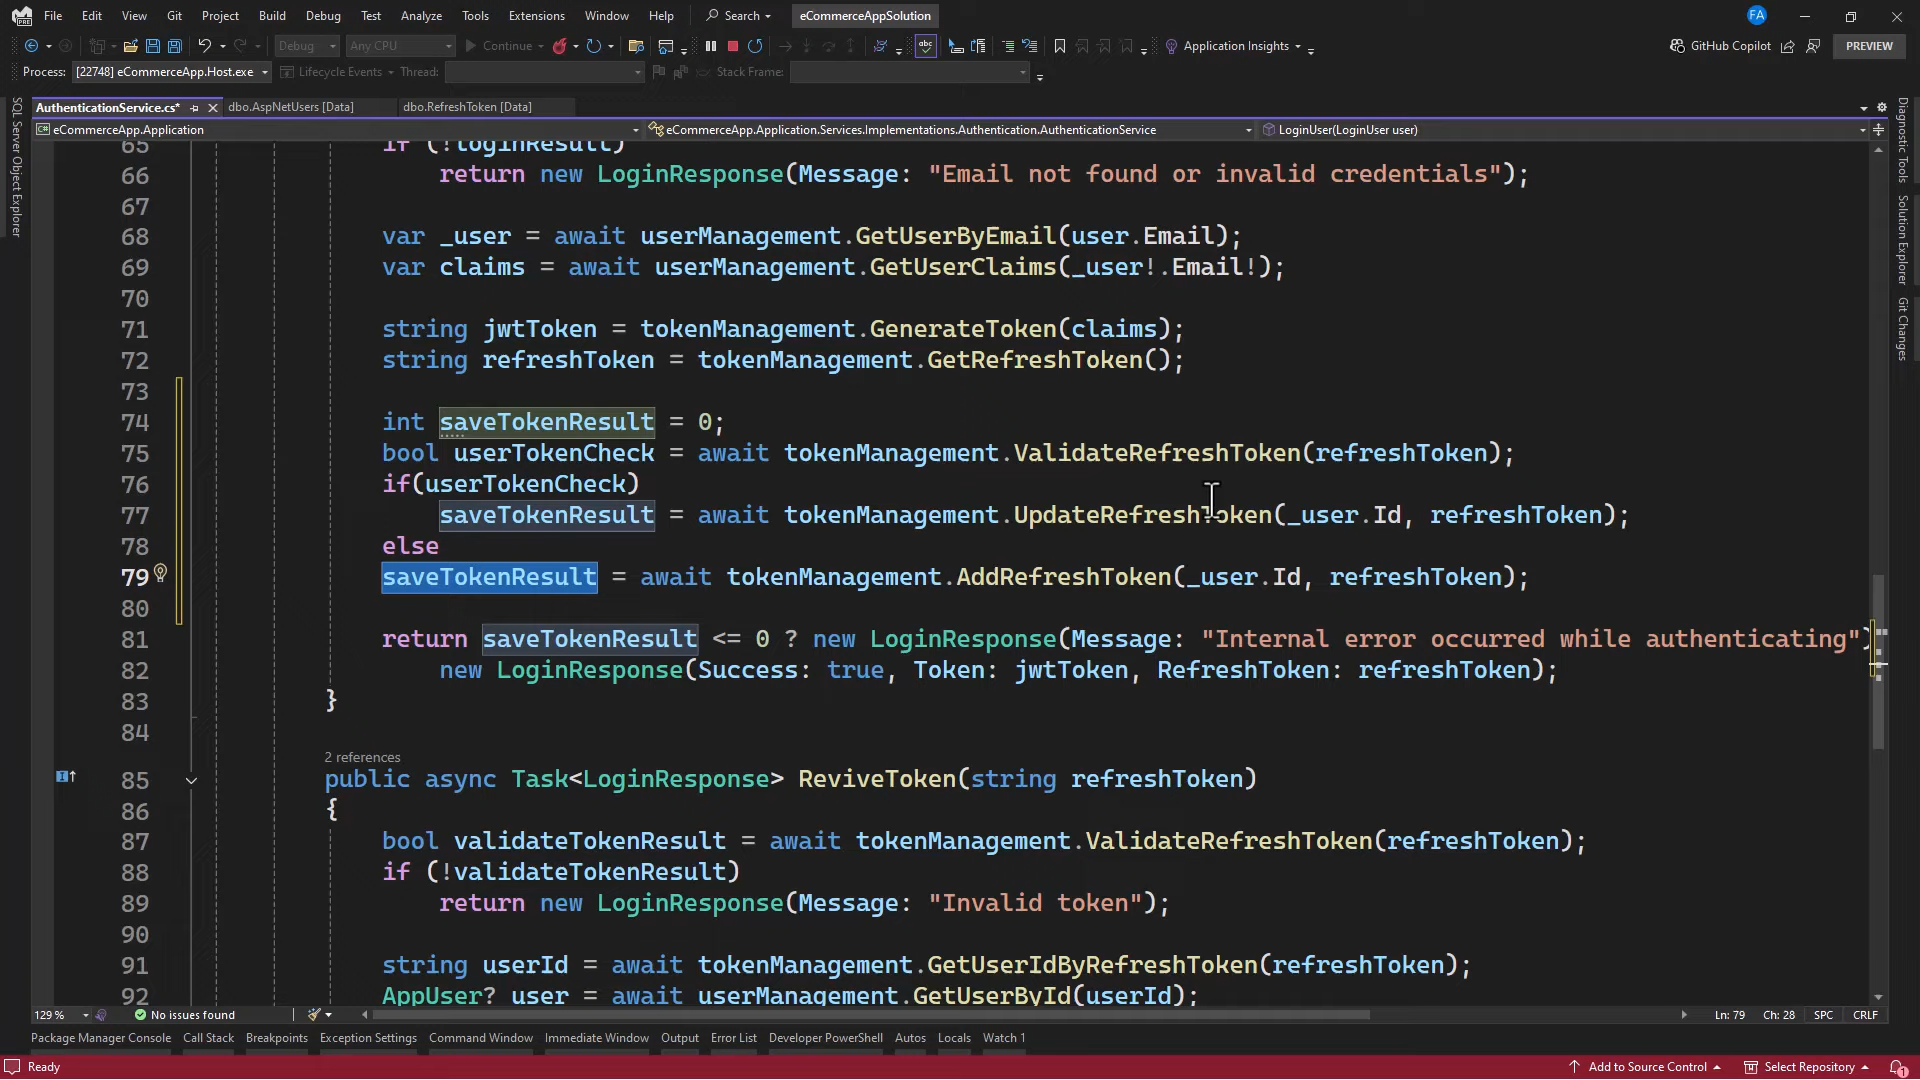 File Edit View Git Project Build Debug Test Analyze Tools Extensions Window Help Search eCommerceAppSolution FA
Debug Any CPU Continue abc Application Insights GitHub Copilot PREVIEW
Process: [22748] eCommerceApp.Host.exe Lifecycle Events Thread: Stack Frame:
SQL Server Object Explorer
AuthenticationService.cs* dbo.AspNetUsers [Data] dbo.RefreshToken [Data]
eCommerceApp.Application eCommerceApp.Application.Services.Implementations.Authentication.AuthenticationService LoginUser(LoginUser user)
65 if (!loginResult)
66 return new LoginResponse(Message: "Email not found or invalid credentials");
67
68 var _user = await userManagement.GetUserByEmail(user.Email);
69 var claims = await userManagement.GetUserClaims(_user!.Email!);
70
71 string jwtToken = tokenManagement.GenerateToken(claims);
72 string refreshToken = tokenManagement.GetRefreshToken();
73
74 int saveTokenResult = 0;
75 bool userTokenCheck = await tokenManagement.ValidateRefreshToken(refreshToken);
76 if(userTokenCheck)
77 saveTokenResult = await tokenManagement.UpdateRefreshToken(_user.Id, refreshToken);
78 else
79 saveTokenResult = await tokenManagement.AddRefreshToken(_user.Id, refreshToken);
80
81 return saveTokenResult <= 0 ? new LoginResponse(Message: "Internal error occurred while authenticating")
82 new LoginResponse(Success: true, Token: jwtToken, RefreshToken: refreshToken);
83 }
84
2 references
85 public async Task<LoginResponse> ReviveToken(string refreshToken)
86 {
87 bool validateTokenResult = await tokenManagement.ValidateRefreshToken(refreshToken);
88 if (!validateTokenResult)
89 return new LoginResponse(Message: "Invalid token");
90
91 string userId = await tokenManagement.GetUserIdByRefreshToken(refreshToken);
92 AppUser? user = await userManagement.GetUserById(userId);
Diagnostic Tools
Solution Explorer
Git Changes
129 % No issues found Ln: 79 Ch: 28 SPC CRLF
Package Manager Console Call Stack Breakpoints Exception Settings Command Window Immediate Window Output Error List Developer PowerShell Autos Locals Watch 1
Ready Add to Source Control Select Repository 1